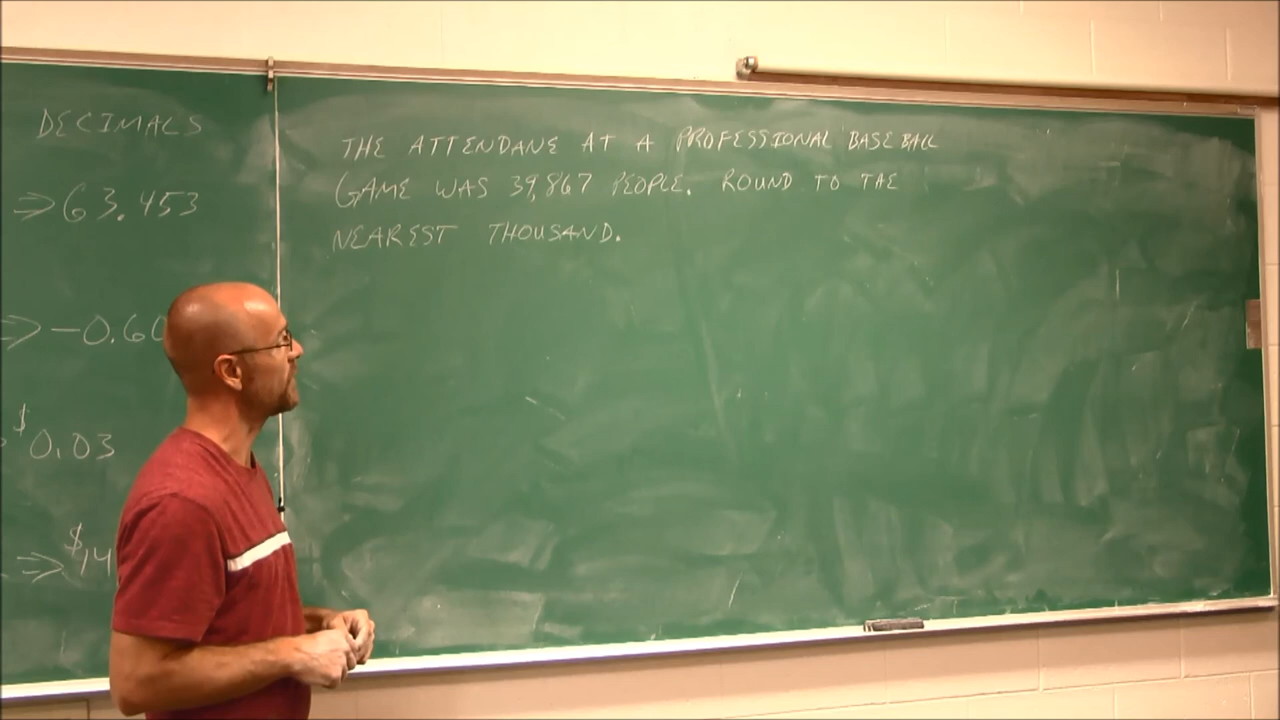 DECIMALS
⇒ 63.453
⇒ -0.60
$0.03
⇒ $14
THE ATTENDANE AT A PROFESSIONAL BASEBALL
GAME WAS 39,867 PEOPLE. ROUND TO THE
NEAREST THOUSAND.